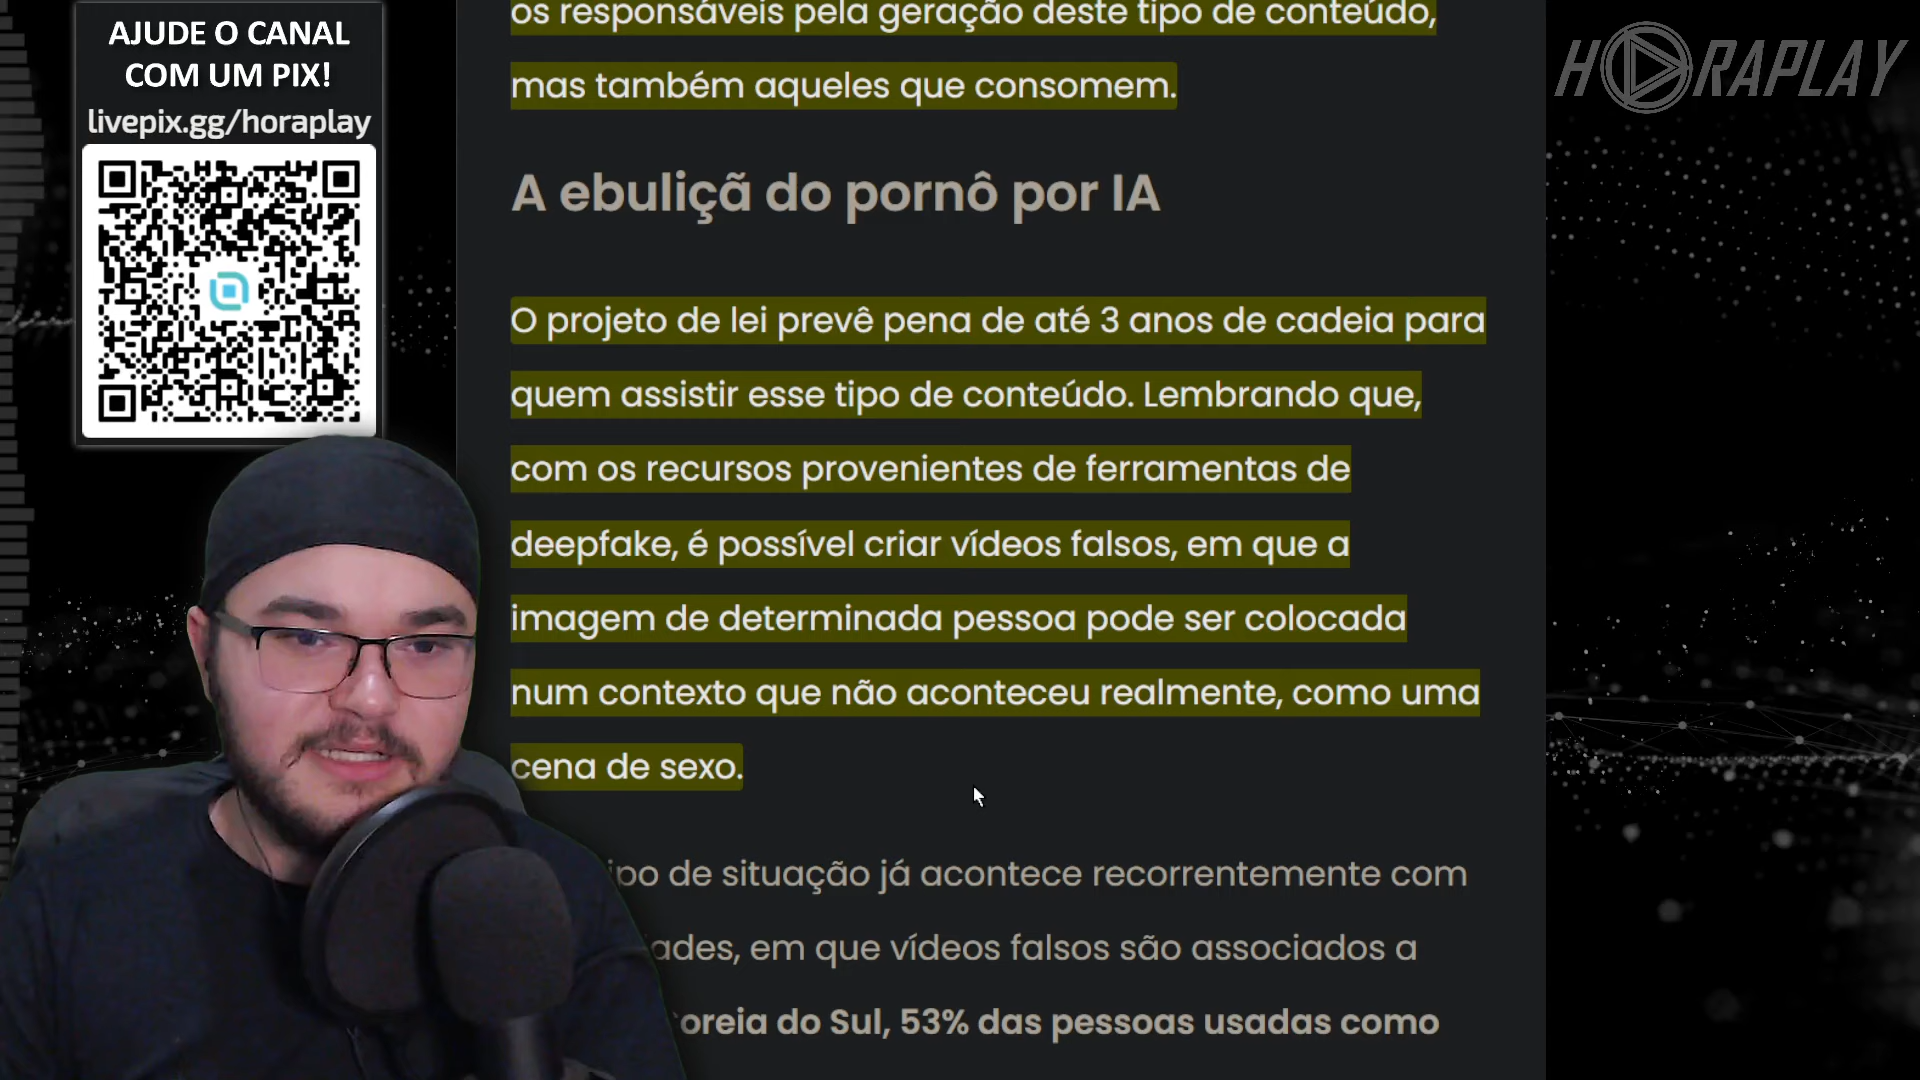 AJUDE O CANAL
COM UM PIX!
livepix.gg/horaplay
HORAPLAY
os responsáveis pela geração deste tipo de conteúdo,
mas também aqueles que consomem.
A ebuliçã do pornô por IA
O projeto de lei prevê pena de até 3 anos de cadeia para
quem assistir esse tipo de conteúdo. Lembrando que,
com os recursos provenientes de ferramentas de
deepfake, é possível criar vídeos falsos, em que a
imagem de determinada pessoa pode ser colocada
num contexto que não aconteceu realmente, como uma
cena de sexo.
de situação já acontece recorrentemente com
em que vídeos falsos são associados a
do Sul, 53% das pessoas usadas como